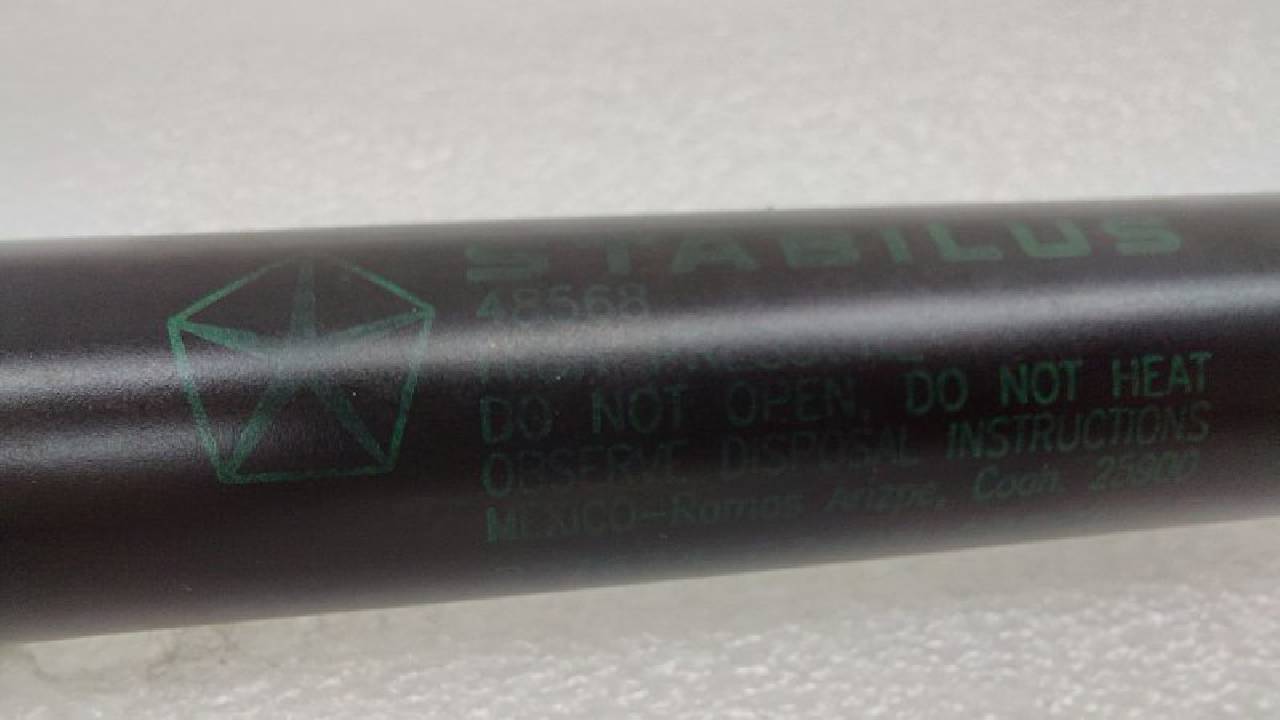 STABILUS
48568
DO NOT OPEN, DO NOT HEAT
OBSERVE DISPOSAL INSTRUCTIONS
MEXICO-Ramos Arizpe, Coah. 25900